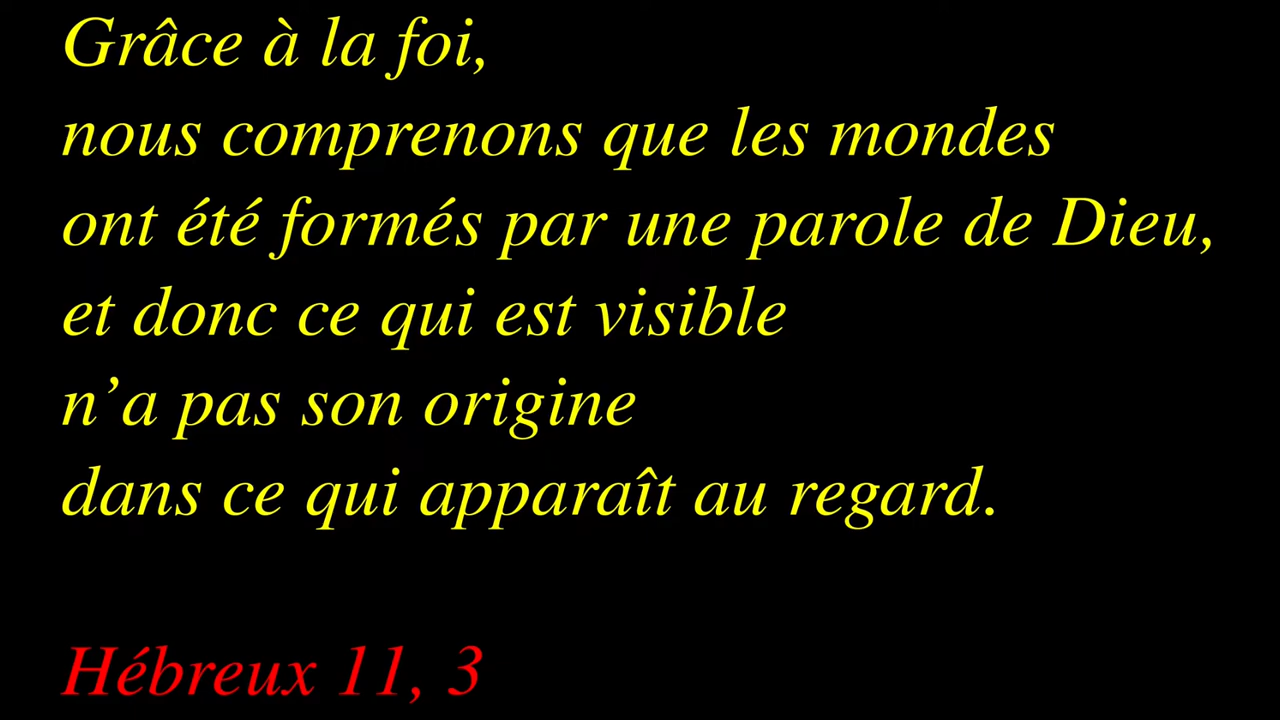 Grâce à la foi,
nous comprenons que les mondes
ont été formés par une parole de Dieu,
et donc ce qui est visible
n’a pas son origine
dans ce qui apparaît au regard.
Hébreux 11, 3